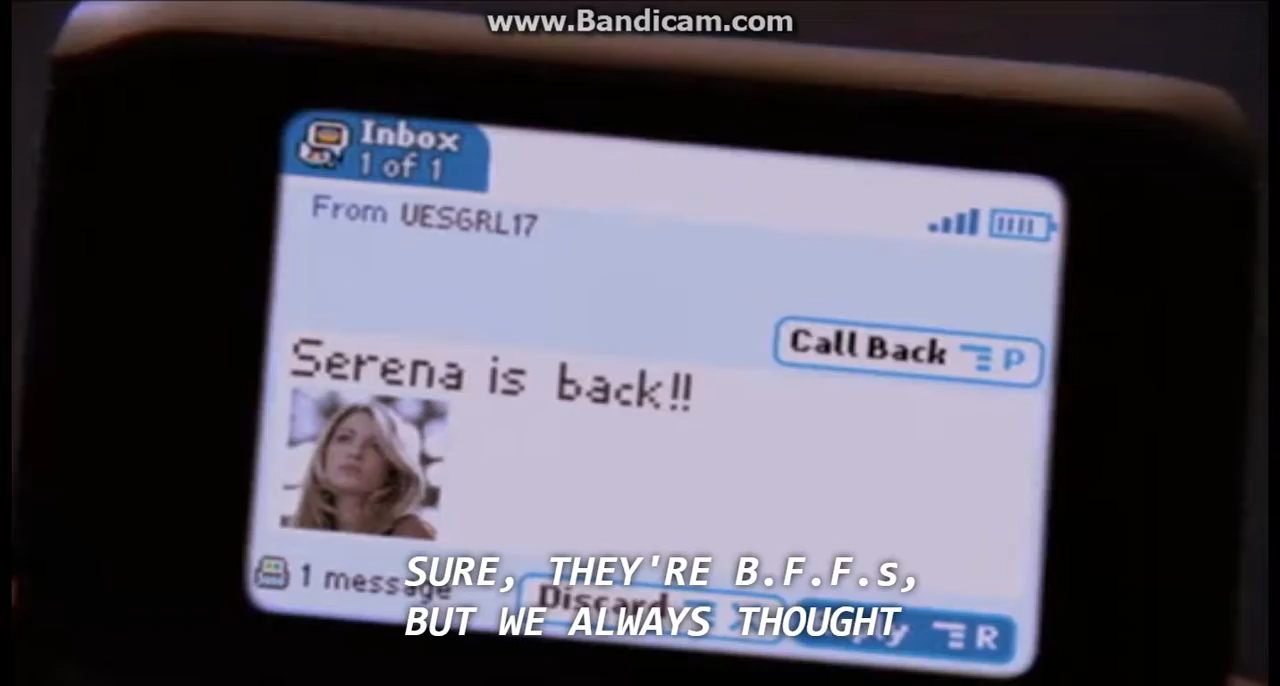 www.Bandicam.com
Inbox
1 of 1
From UESGRL17
Call Back P
Serena is back!!
1 message
Discard
R
SURE, THEY'RE B.F.F.s,
BUT WE ALWAYS THOUGHT